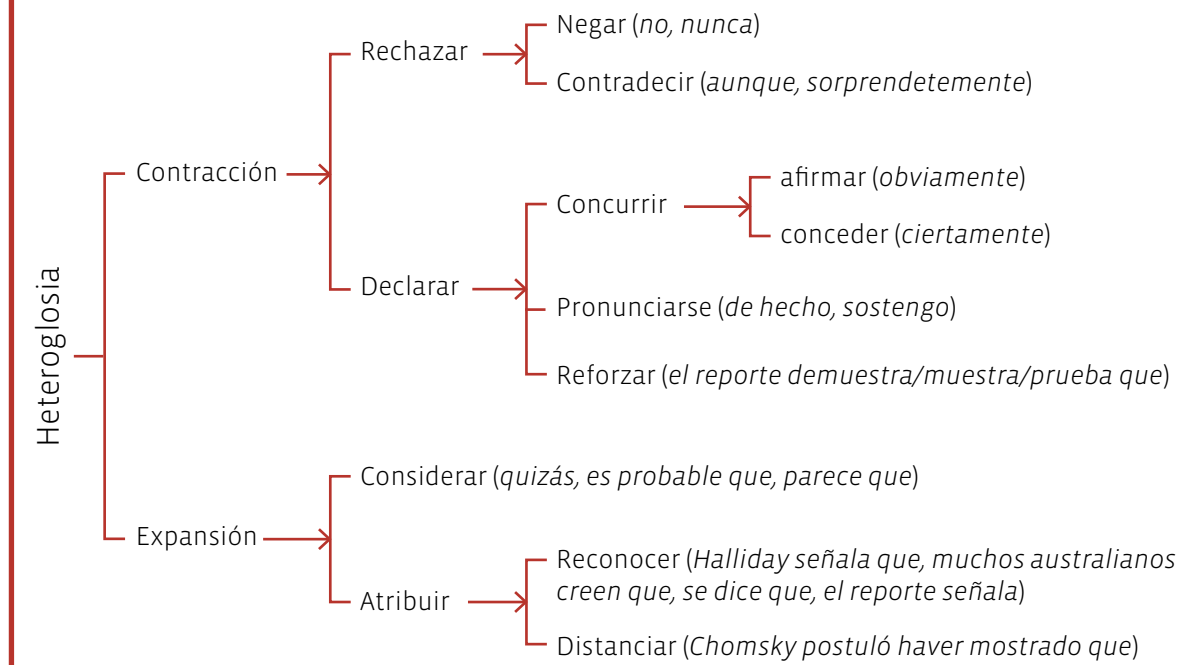 Negar (no, nunca)
Rechazar
Contradecir (aunque, sorprendetemente)
Contracción
afirmar (obviamente)
Concurrir
conceder (ciertamente)
Declarar
Pronunciarse (de hecho, sostengo)
Reforzar (el reporte demuestra/muestra/prueba que)
Heteroglosia
Considerar (quizás, es probable que, parece que)
Expansión
Reconocer (Halliday señala que, muchos australianos
creen que, se dice que, el reporte señala)
Atribuir
Distanciar (Chomsky postuló haver mostrado que)